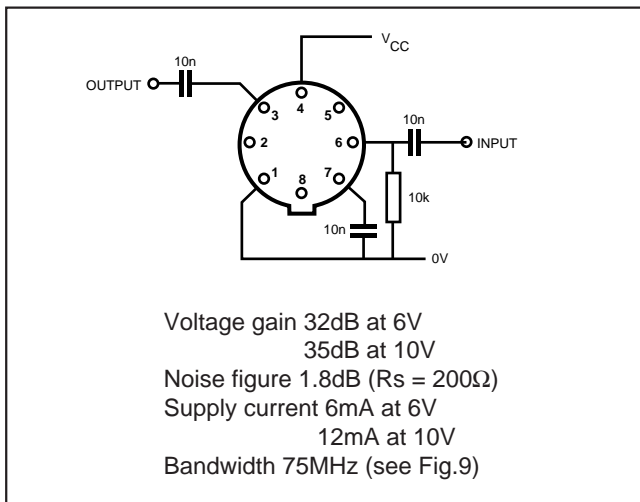 V_CC
10n
OUTPUT
4
3
5
10n
2
6
INPUT
1
7
8
10k
10n
0V
Voltage gain 32dB at 6V
35dB at 10V
Noise figure 1.8dB (Rs = 200Ω)
Supply current 6mA at 6V
12mA at 10V
Bandwidth 75MHz (see Fig.9)